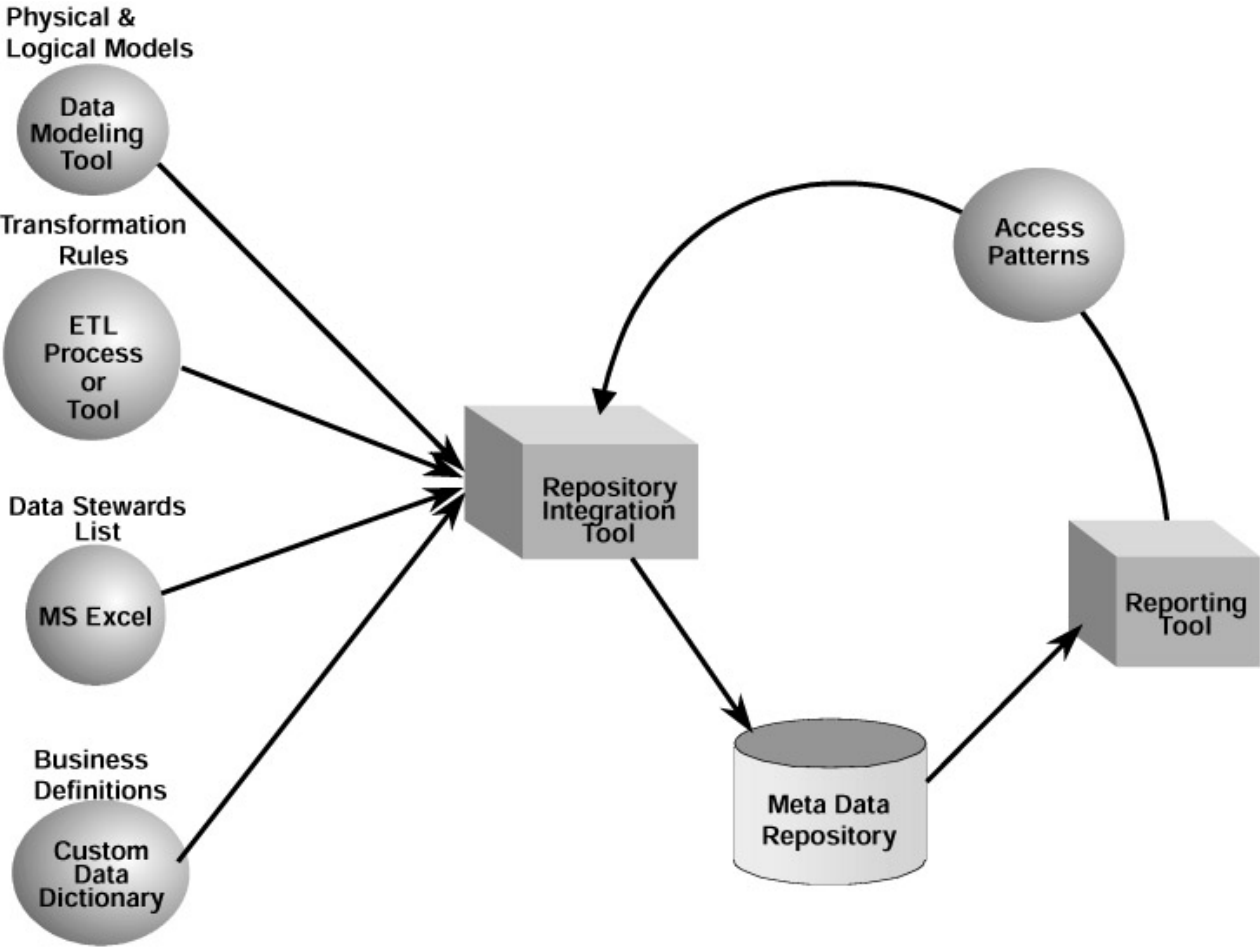 Physical &
Logical Models
Data
Modeling
Tool
Transformation
Rules
ETL
Process
or
Tool
Data Stewards
List
MS Excel
Business
Definitions
Custom
Data
Dictionary
Repository
Integration
Tool
Access
Patterns
Reporting
Tool
Meta Data
Repository